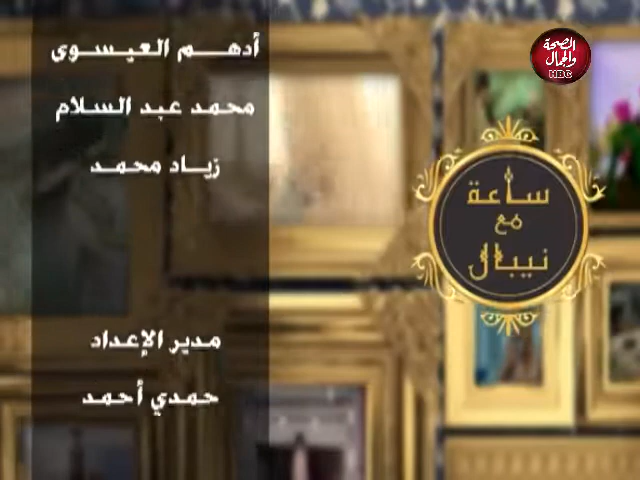 أدهم العيسوى
محمد عبد السلام
زياد محمد
مدير الإعداد
حمدي أحمد
الصحة
والجمال
HBC
ساعة
مع
نيبال